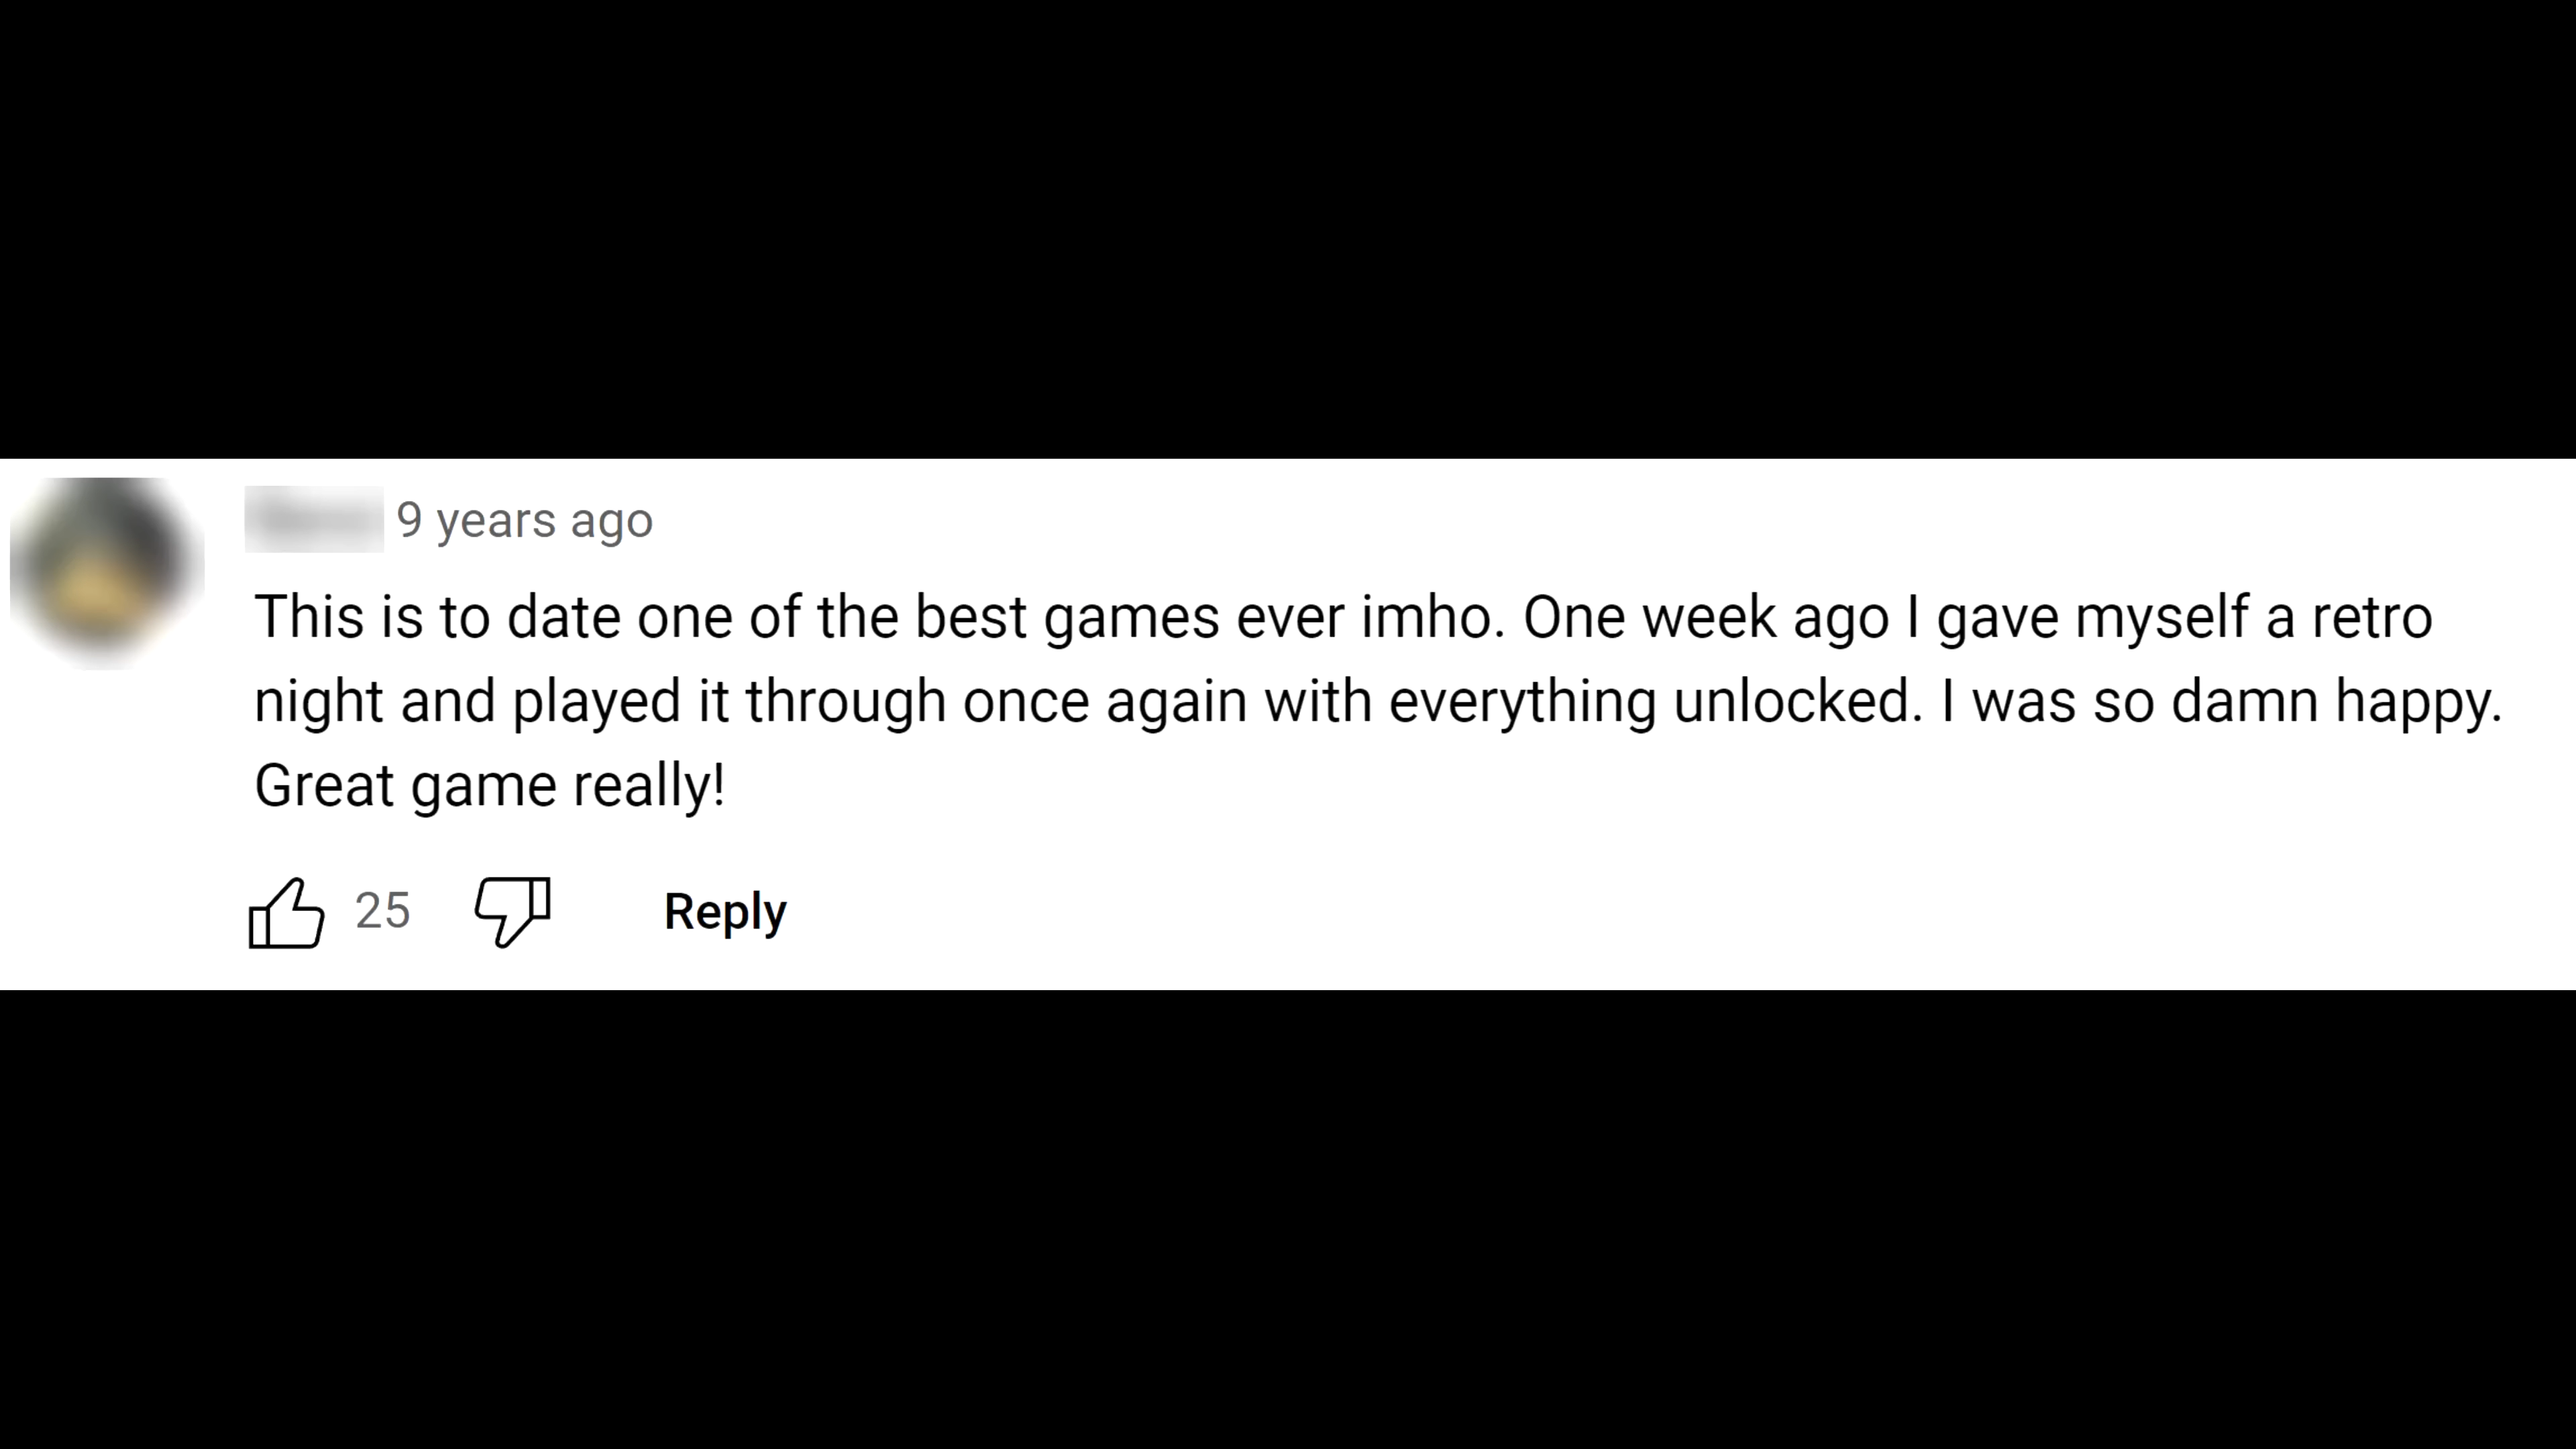 9 years ago
This is to date one of the best games ever imho. One week ago I gave myself a retro
night and played it through once again with everything unlocked. I was so damn happy.
Great game really!
25 Reply